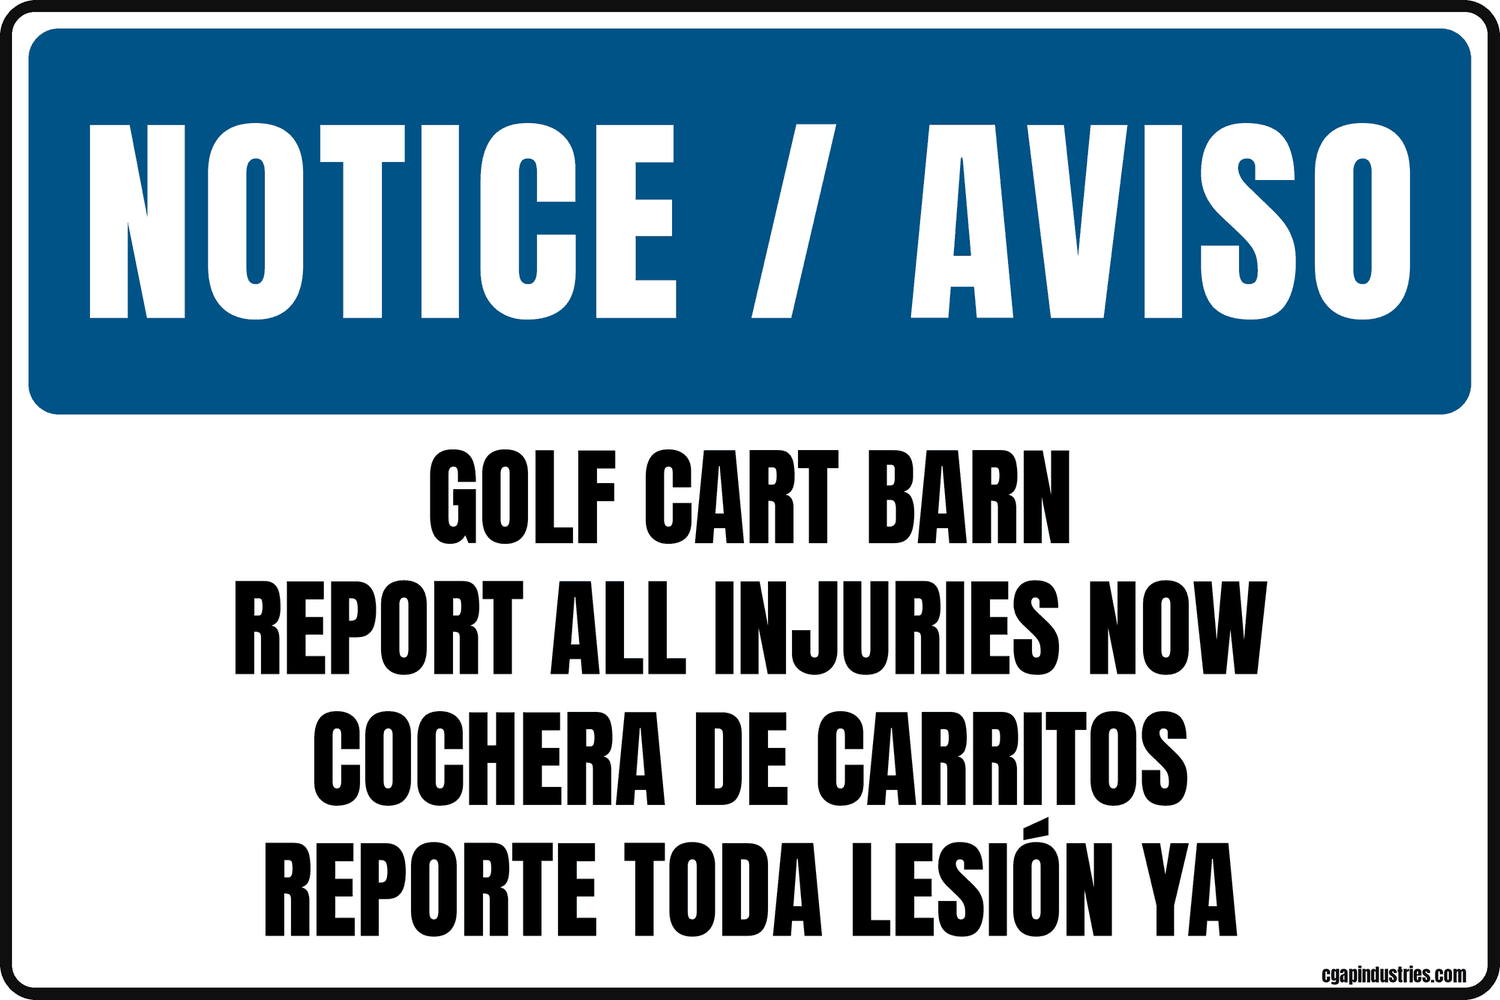 NOTICE / AVISO
GOLF CART BARN
REPORT ALL INJURIES NOW
COCHERA DE CARRITOS
REPORTE TODA LESIÓN YA
cgapindustries.com